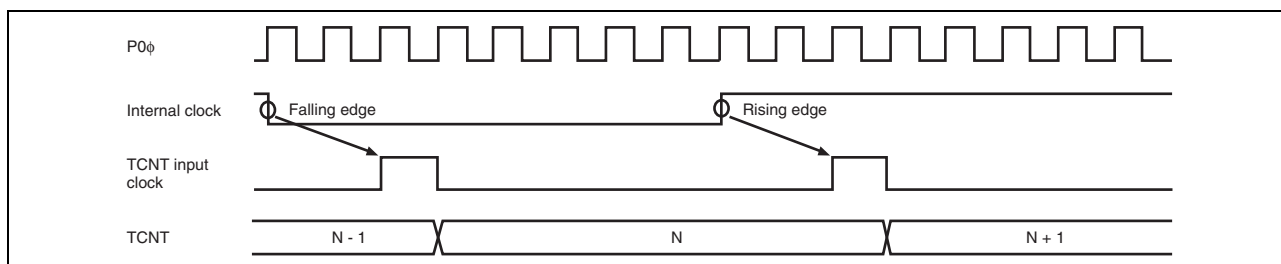 P0ϕ
Internal clock
Falling edge
Rising edge
TCNT input
clock
TCNT
N - 1
N
N + 1